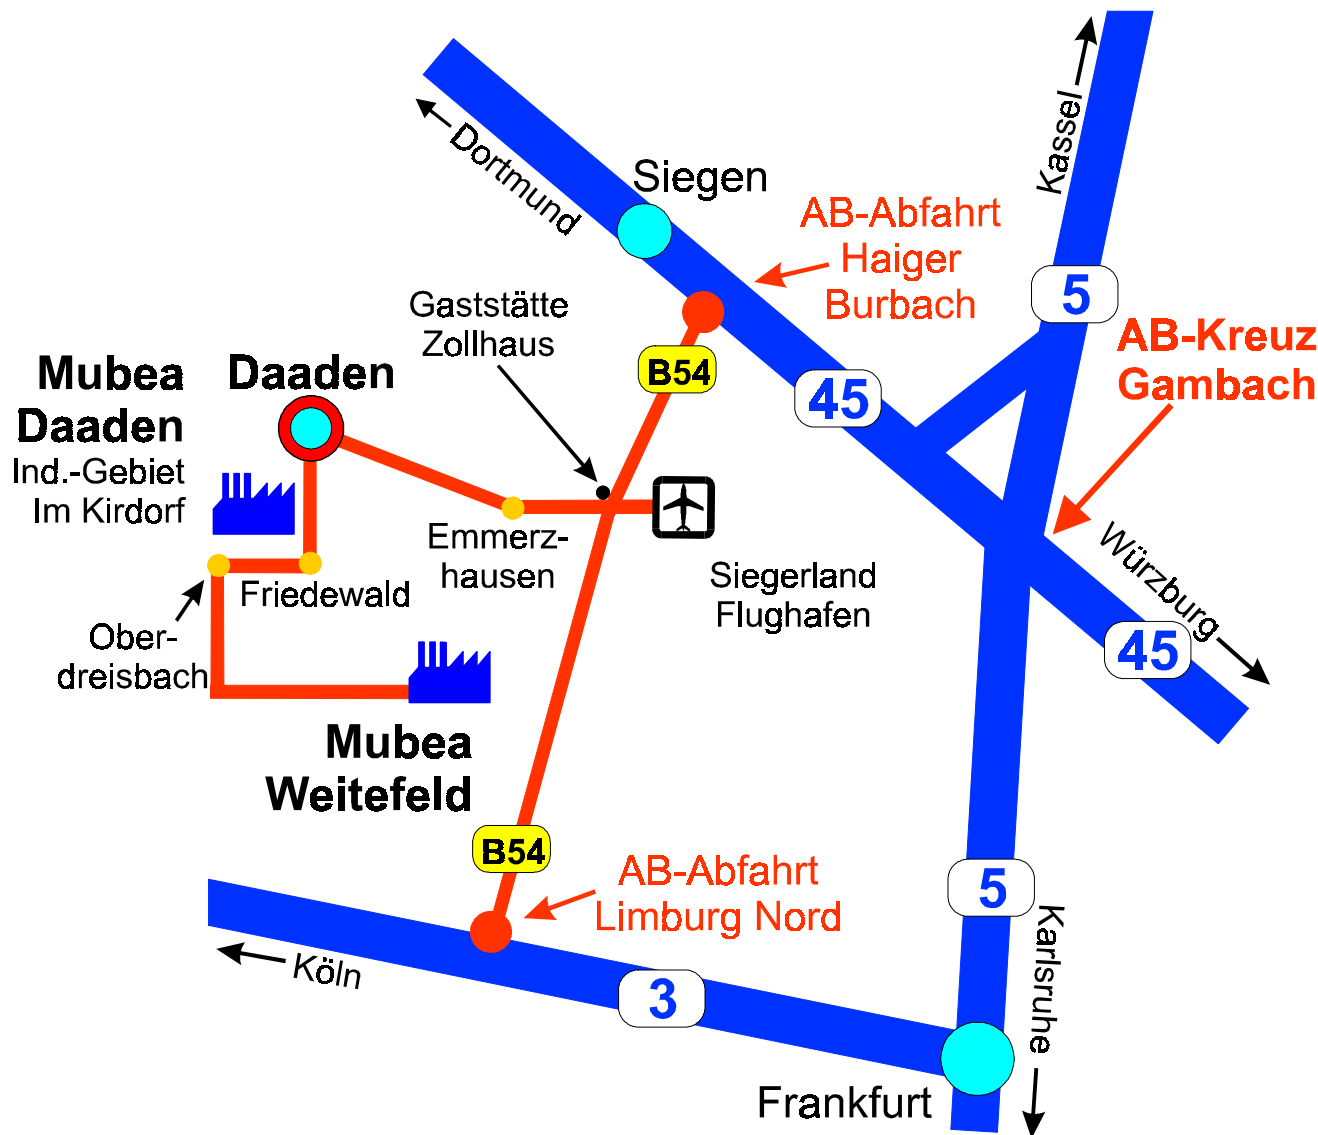 Dortmund
Kassel
Siegen
AB-Abfahrt
Haiger
Burbach
5
Gaststätte
Zollhaus
AB-Kreuz
Gambach
Mubea
Daaden
Ind.-Gebiet
Im Kirdorf
Daaden
B54
45
Emmerz-
hausen
Siegerland
Flughafen
Würzburg
45
Friedewald
Ober-
dreisbach
Mubea
Weitefeld
B54
AB-Abfahrt
Limburg Nord
5
Karlsruhe
Köln
3
Frankfurt